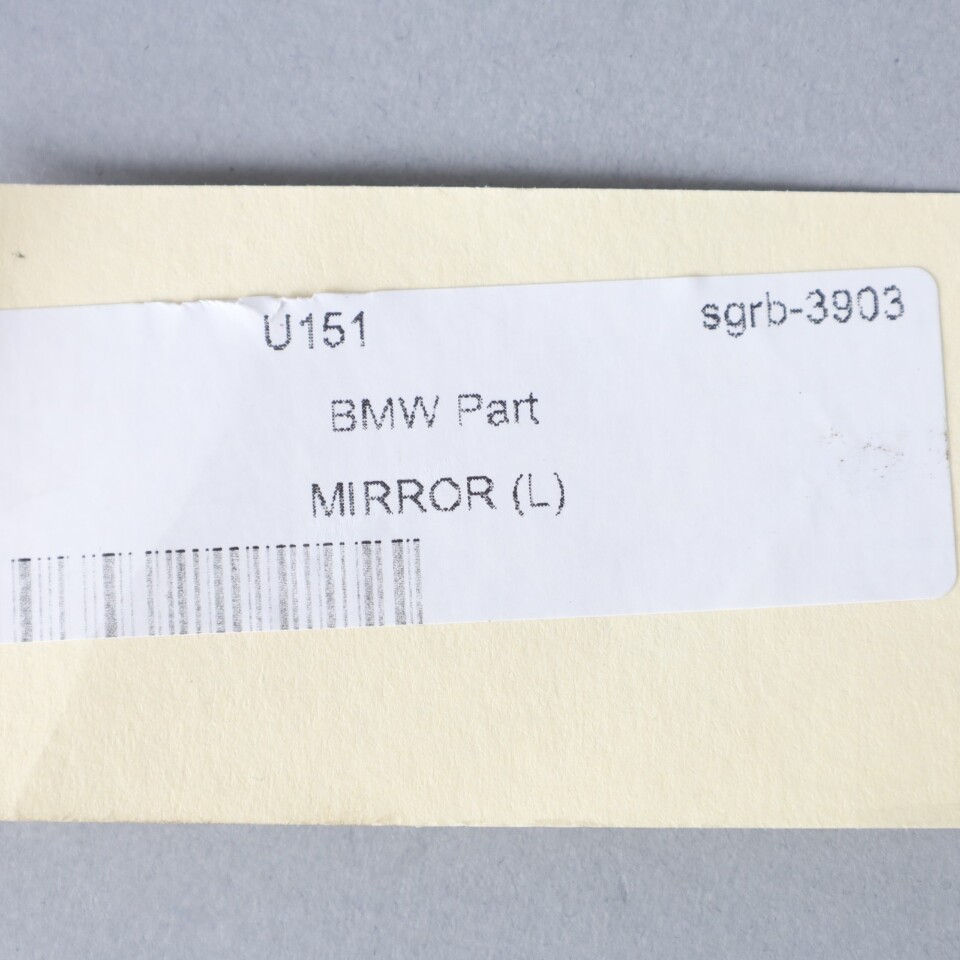 U151 sgrb-3903
BMW Part
MIRROR (L)